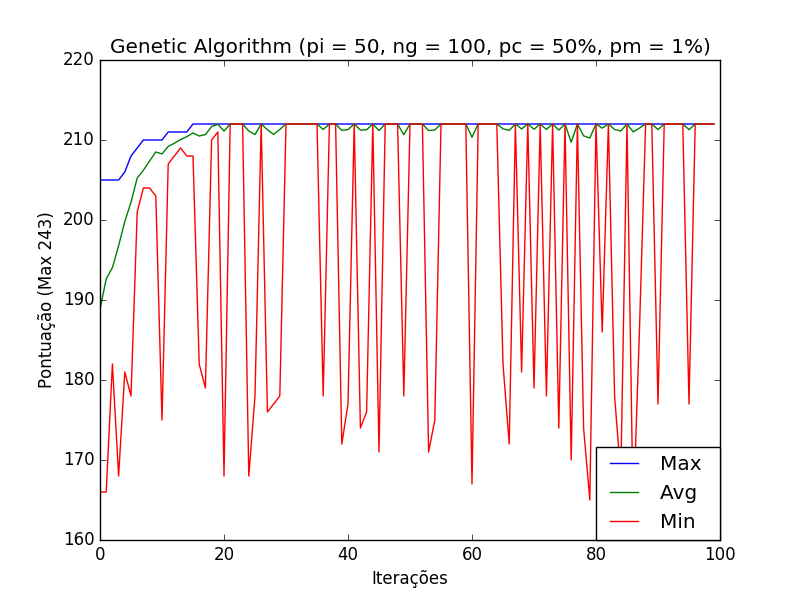 Genetic Algorithm (pi = 50, ng = 100, pc = 50%, pm = 1%)
220
210
200
190
180
170
160
Pontuação (Max 243)
0
20
40
60
80
100
Iterações
Max
Avg
Min